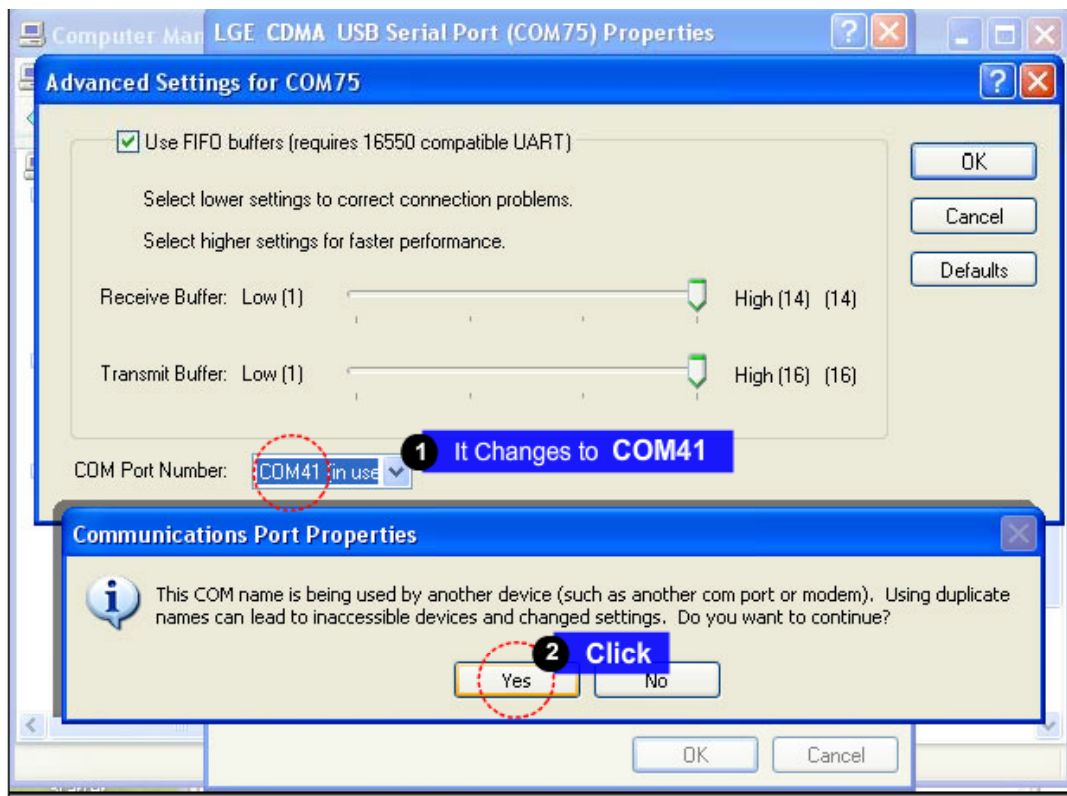 Computer Man
LGE CDMA USB Serial Port (COM75) Properties
Advanced Settings for COM75
Use FIFO buffers (requires 16550 compatible UART)
OK
Select lower settings to correct connection problems.
Cancel
Select higher settings for faster performance.
Defaults
Receive Buffer: Low (1) High (14) (14)
Transmit Buffer: Low (1) High (16) (16)
1 It Changes to COM41
COM Port Number: COM41 (in use
Communications Port Properties
This COM name is being used by another device (such as another com port or modem). Using duplicate
names can lead to inaccessible devices and changed settings. Do you want to continue?
2 Click
Yes No
OK Cancel